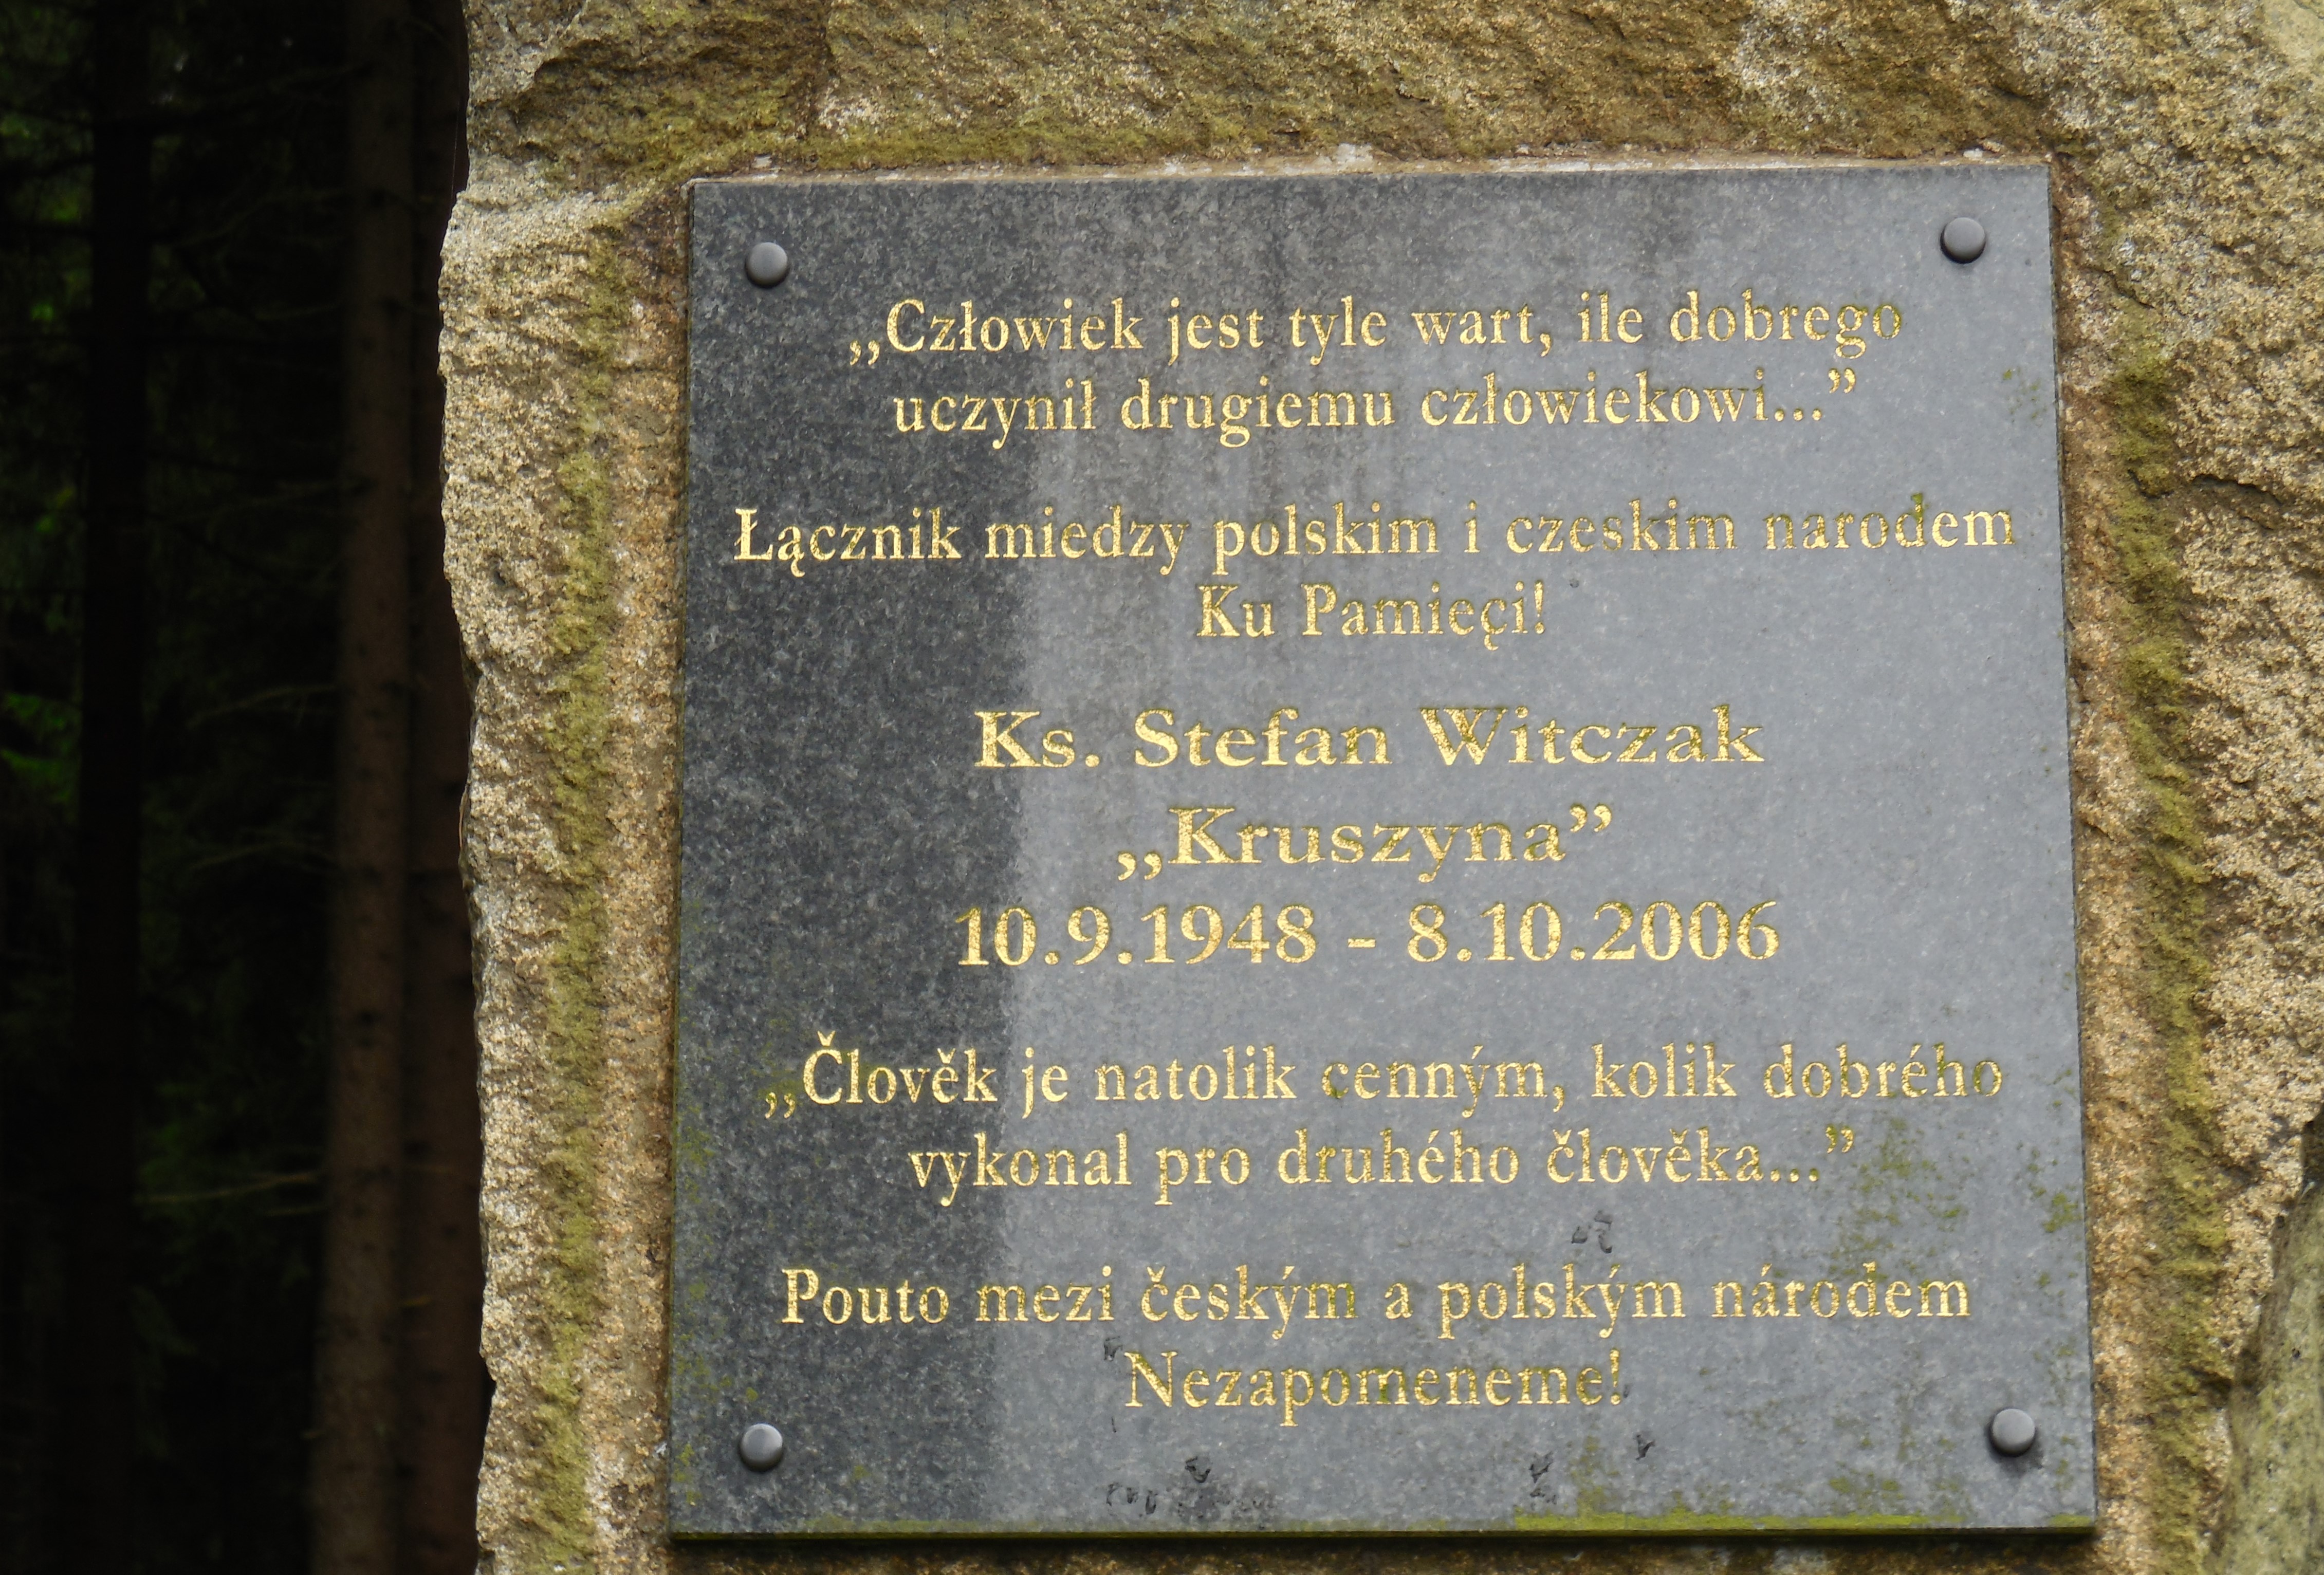 „Człowiek jest tyle wart, ile dobrego
uczynił drugiemu człowiekowi...”
Łącznik miedzy polskim i czeskim narodem
Ku Pamięçi!
Ks. Stefan Witczak
„Kruszyna”
10.9.1948 - 8.10.2006
„Člověk je natolik cenným, kolik dobrého
vykonal pro druhého člověka...”
Pouto mezi českým a polským národem
Nezapomeneme!